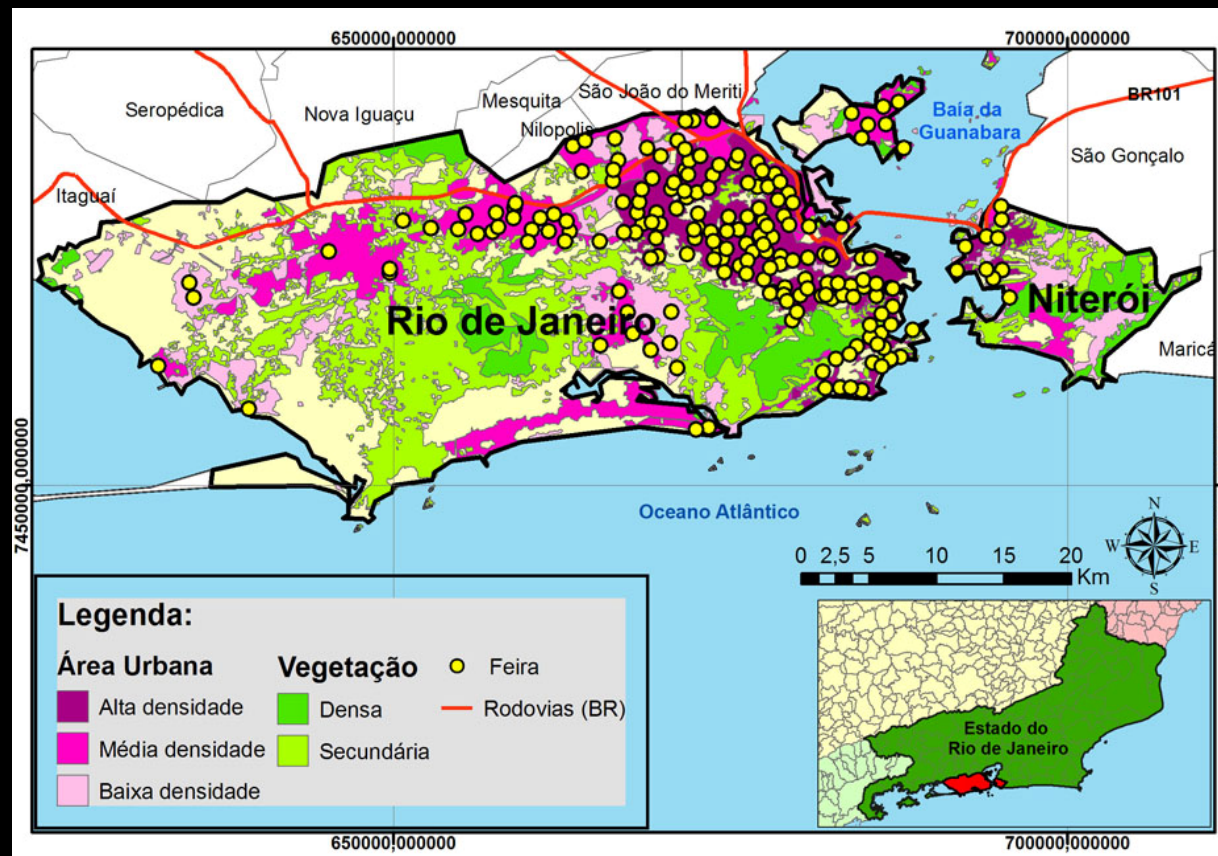 650000,000000
700000,000000
Seropédica
Nova Iguaçu
Mesquita
São João do Meriti
Nilopolis
Baía da
Guanabara
BR101
São Gonçalo
Itaguaí
Rio de Janeiro
Niterói
Maricá
7450000,000000
Oceano Atlântico
N
W
E
S
0 2,5 5 10 15 20
Km
Legenda:
Área Urbana
Alta densidade
Média densidade
Baixa densidade
Vegetação
Densa
Secundária
Feira
Rodovias (BR)
Estado do
Rio de Janeiro
650000,000000
700000,000000